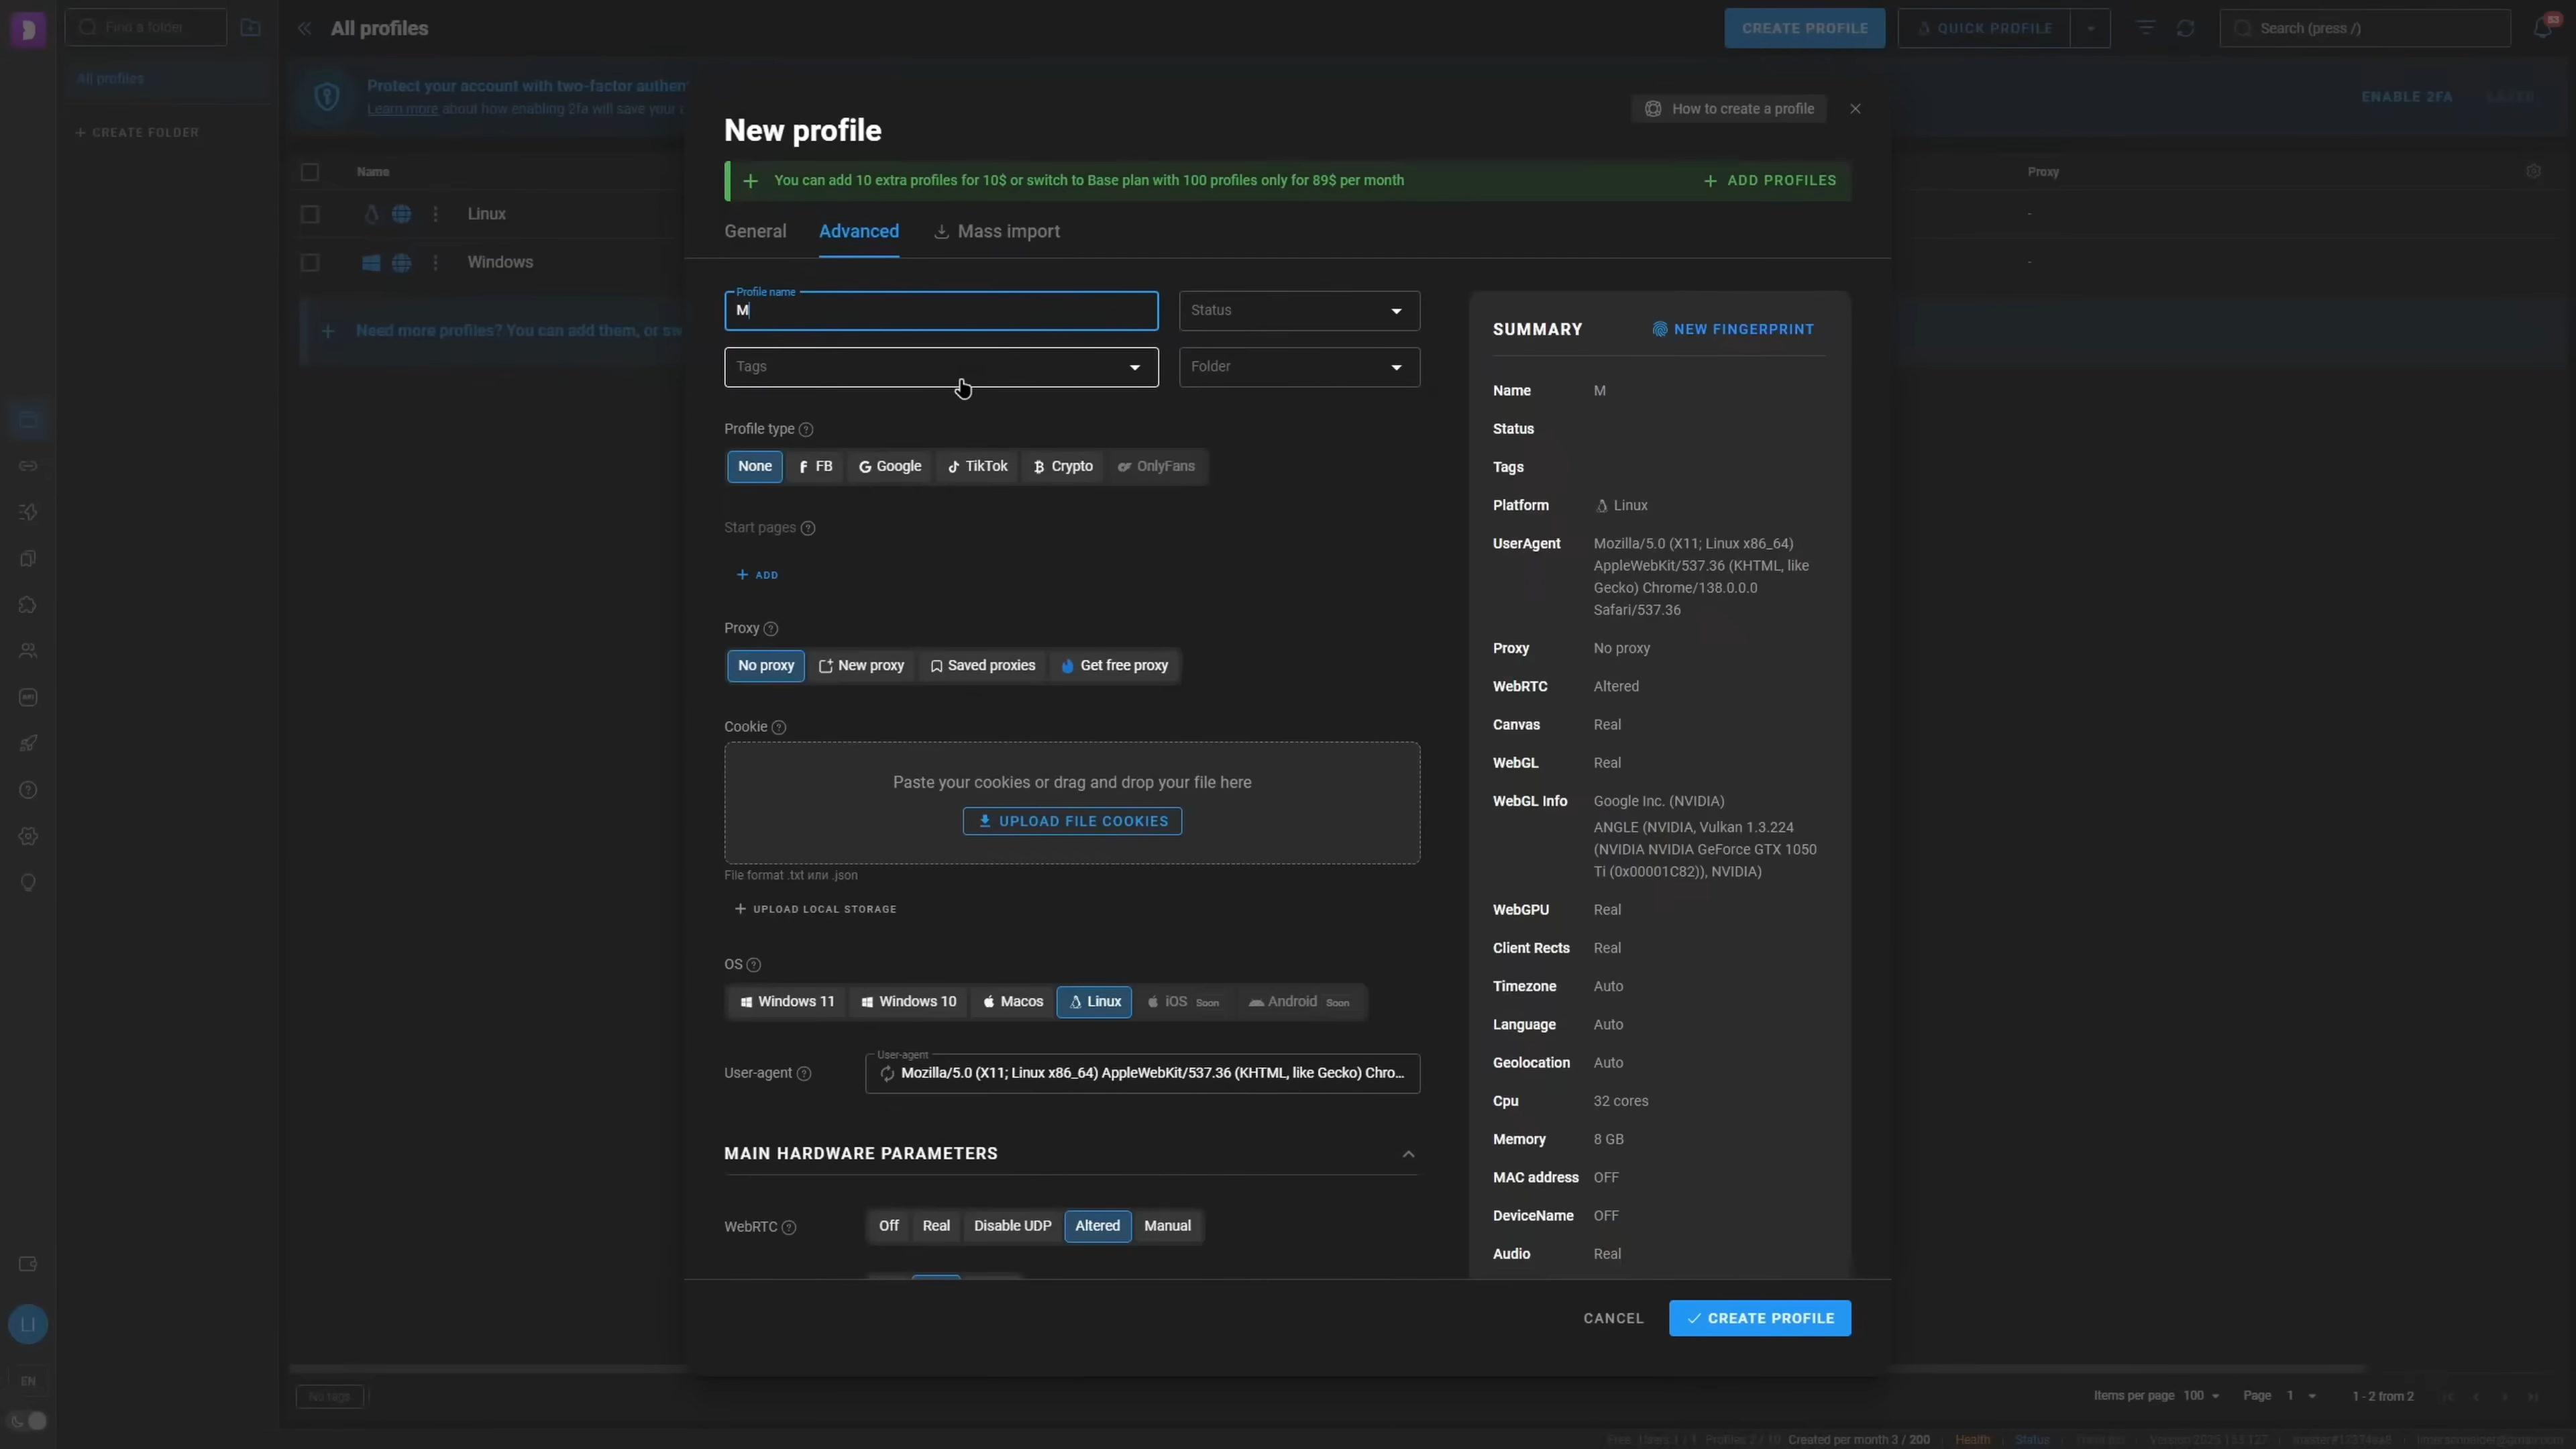 Find a folder
All profiles
CREATE PROFILE
QUICK PROFILE
Search (press /)
83
All profiles
CREATE FOLDER
Protect your account with two-factor authen
Learn more about how enabling 2fa will save your
ENABLE 2FA
LATER
Name
Proxy
Linux
-
Windows
-
Need more profiles? You can add them, or sw
New profile
How to create a profile
You can add 10 extra profiles for 10$ or switch to Base plan with 100 profiles only for 89$ per month
ADD PROFILES
General
Advanced
Mass import
Profile name
M
Status
Tags
Folder
Profile type
None
FB
Google
TikTok
Crypto
OnlyFans
Start pages
ADD
Proxy
No proxy
New proxy
Saved proxies
Get free proxy
Cookie
Paste your cookies or drag and drop your file here
UPLOAD FILE COOKIES
File format .txt или .json
UPLOAD LOCAL STORAGE
OS
Windows 11
Windows 10
Macos
Linux
iOS Soon
Android Soon
User-agent
User-agent
Mozilla/5.0 (X11; Linux x86_64) AppleWebKit/537.36 (KHTML, like Gecko) Chro...
MAIN HARDWARE PARAMETERS
WebRTC
Off
Real
Disable UDP
Altered
Manual
SUMMARY
NEW FINGERPRINT
Name M
Status
Tags
Platform Linux
UserAgent Mozilla/5.0 (X11; Linux x86_64)
AppleWebKit/537.36 (KHTML, like
Gecko) Chrome/138.0.0.0
Safari/537.36
Proxy No proxy
WebRTC Altered
Canvas Real
WebGL Real
WebGL Info Google Inc. (NVIDIA)
ANGLE (NVIDIA, Vulkan 1.3.224
(NVIDIA NVIDIA GeForce GTX 1050
Ti (0x00001C82)), NVIDIA)
WebGPU Real
Client Rects Real
Timezone Auto
Language Auto
Geolocation Auto
Cpu 32 cores
Memory 8 GB
MAC address OFF
DeviceName OFF
Audio Real
CANCEL
CREATE PROFILE
LI
EN
No tags
Items per page 100
Page 1
1 - 2 from 2
Created per month 3 / 200
Health
Status